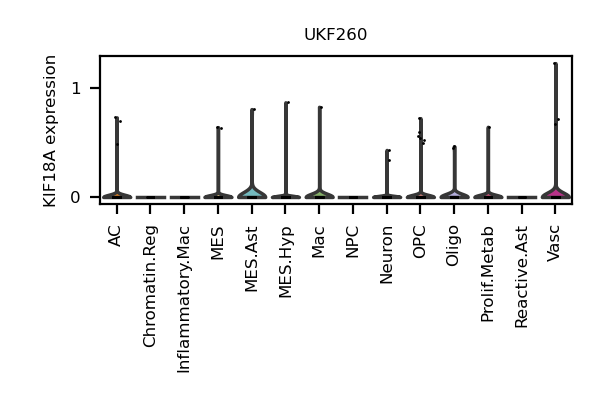 UKF260
KIF18A expression
1
0
AC
Chromatin.Reg
Inflammatory.Mac
MES
MES.Ast
MES.Hyp
Mac
NPC
Neuron
OPC
Oligo
Prolif.Metab
Reactive.Ast
Vasc